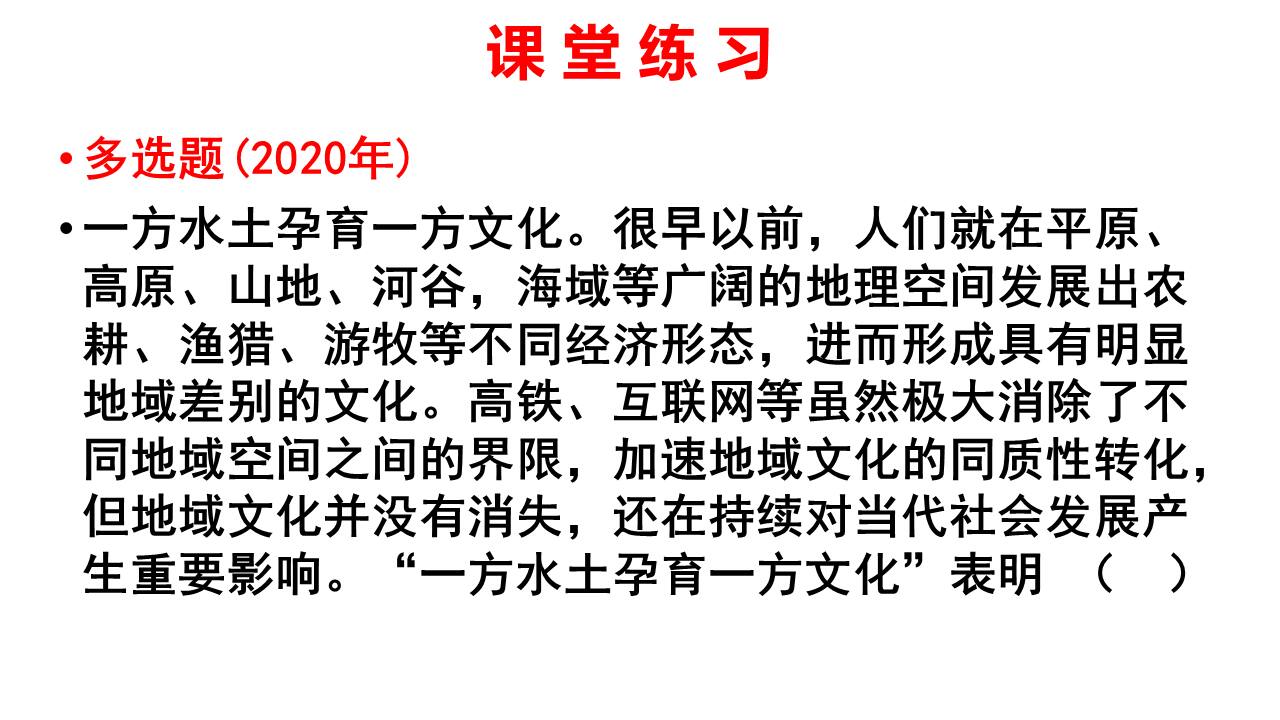 课堂练习
•多选题(2020年)
•一方水土孕育一方文化。很早以前，人们就在平原、
高原、山地、河谷，海域等广阔的地理空间发展出农
耕、渔猎、游牧等不同经济形态，进而形成具有明显
地域差别的文化。高铁、互联网等虽然极大消除了不
同地域空间之间的界限，加速地域文化的同质性转化，
但地域文化并没有消失，还在持续对当代社会发展产
生重要影响。“一方水土孕育一方文化”表明 （ ）